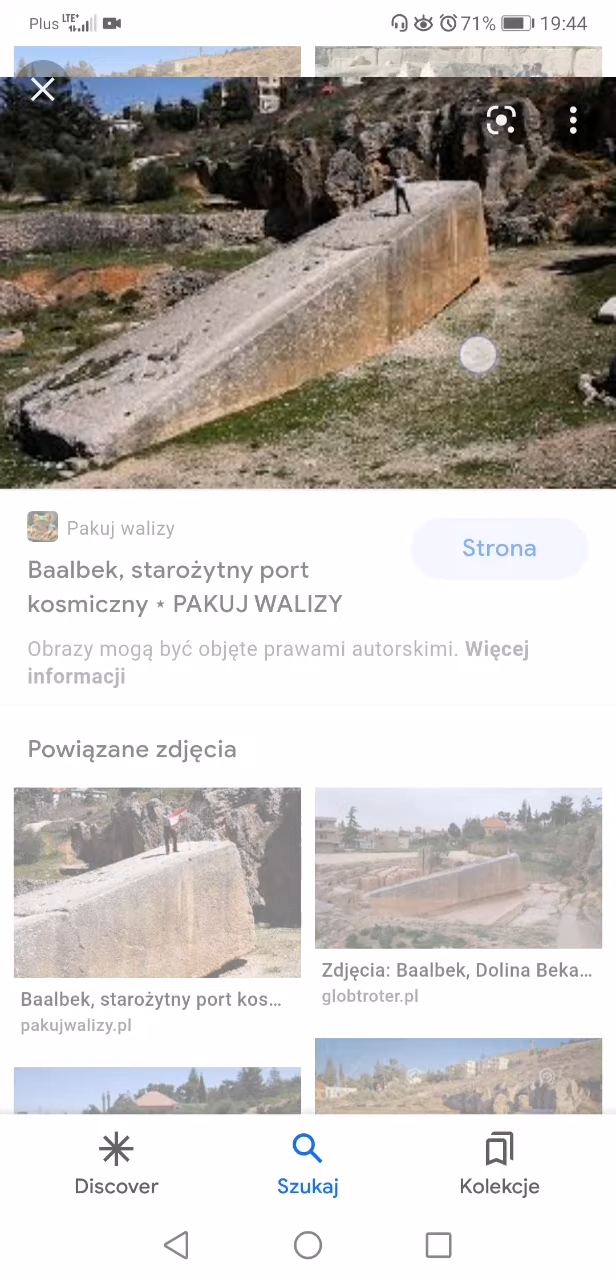 Plus LTE+ 71% 19:44
Pakuj walizy
Strona
Baalbek, starożytny port
kosmiczny ⋆ PAKUJ WALIZY
Obrazy mogą być objęte prawami autorskimi. Więcej
informacji
Powiązane zdjęcia
Baalbek, starożytny port kos...
pakujwalizy.pl
Zdjęcia: Baalbek, Dolina Beka...
globtroter.pl
Discover
Szukaj
Kolekcje